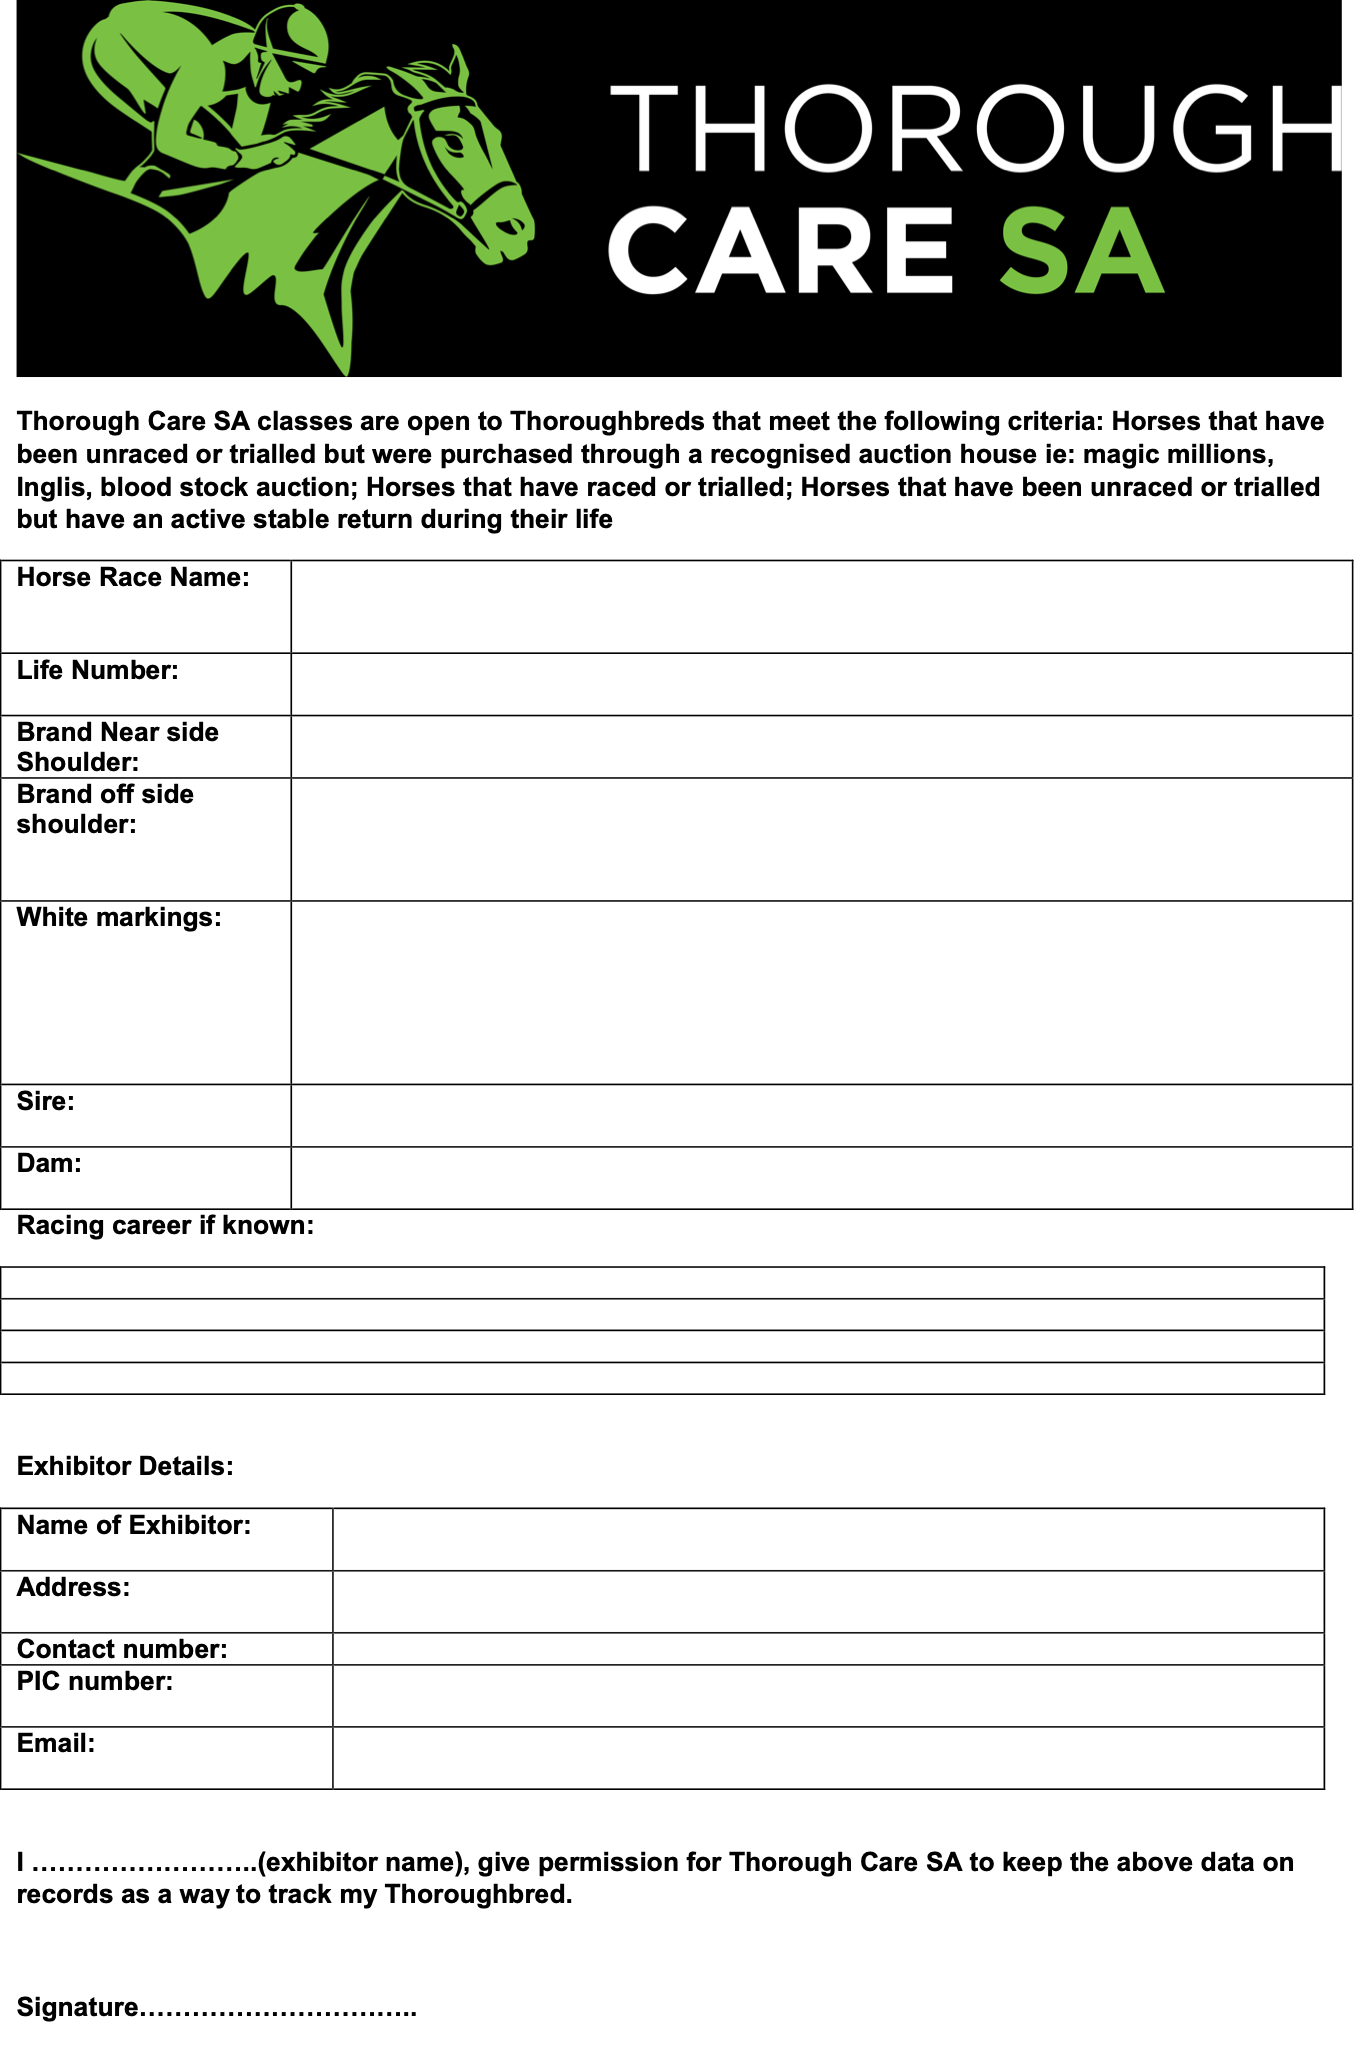 THOROUGH
CARE SA
Thorough Care SA classes are open to Thoroughbreds that meet the following criteria: Horses that have
been unraced or trialled but were purchased through a recognised auction house ie: magic millions,
Inglis, blood stock auction; Horses that have raced or trialled; Horses that have been unraced or trialled
but have an active stable return during their life
Horse Race Name:
Life Number:
Brand Near side
Shoulder:
Brand off side
shoulder:
White markings:
Sire:
Dam:
Racing career if known:
Exhibitor Details:
Name of Exhibitor:
Address:
Contact number:
PIC number:
Email:
I ……………………..(exhibitor name), give permission for Thorough Care SA to keep the above data on
records as a way to track my Thoroughbred.
Signature…………………………..